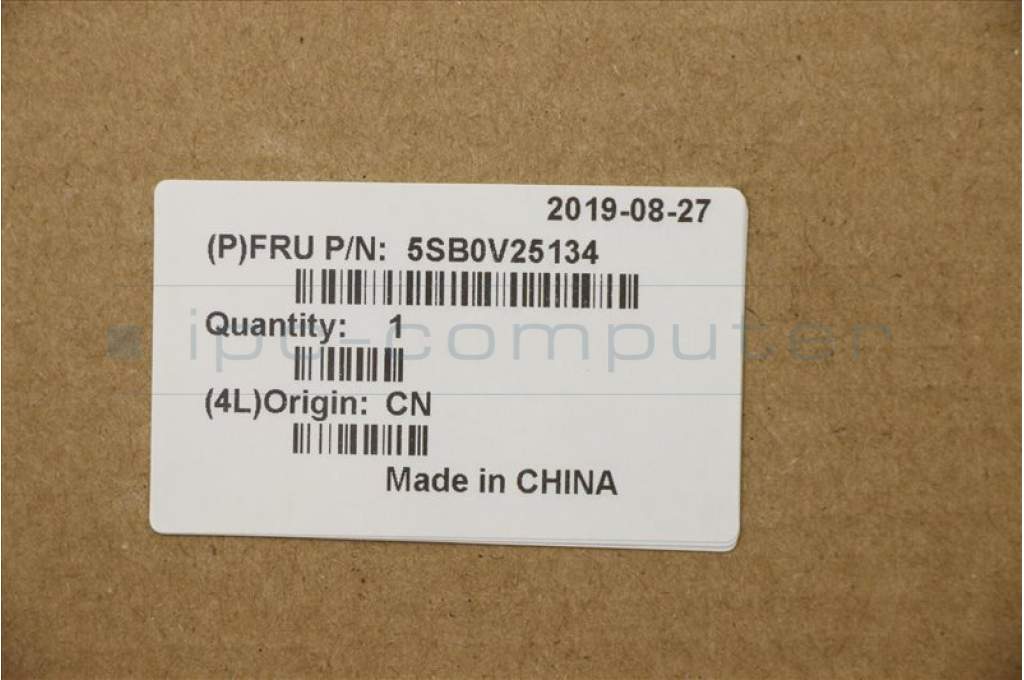 2019-08-27
(P)FRU P/N: 5SB0V25134
Quantity: 1
ipc-computer
(4L)Origin: CN
Made in CHINA